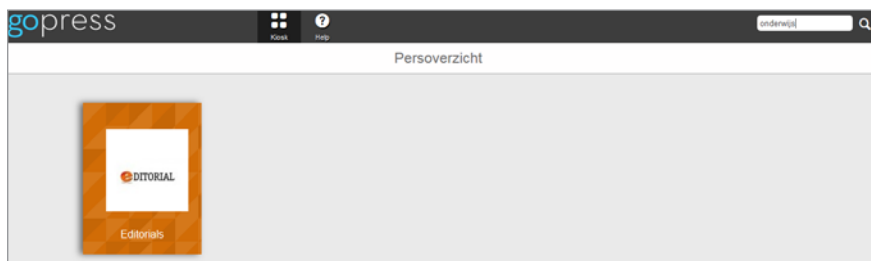 gopress
Kiosk
Help
onderwijs
Persoverzicht
eDITORIAL
Editorials